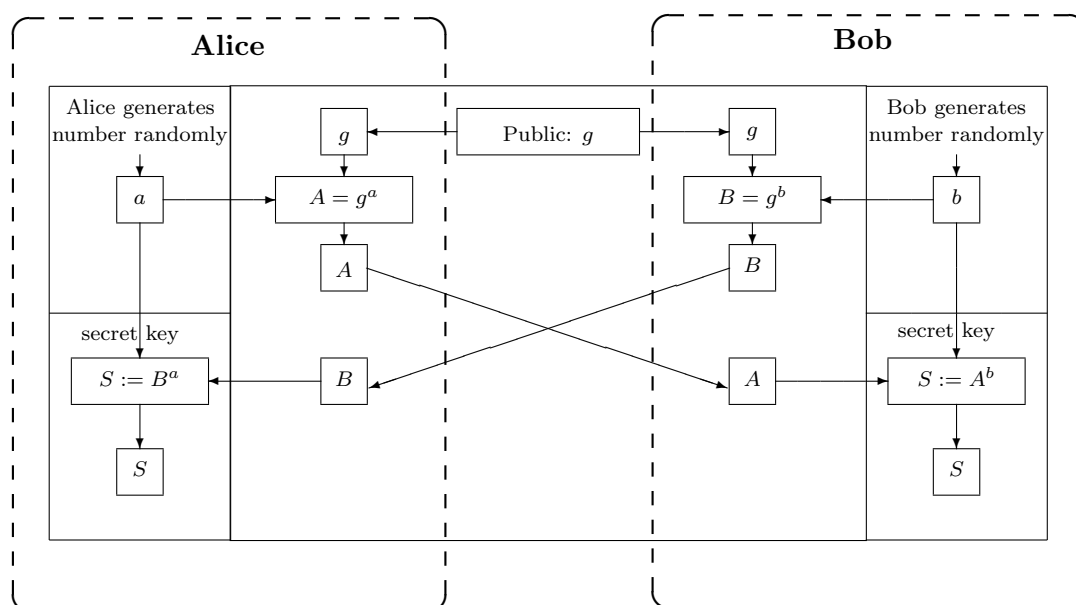 Alice
Bob
Alice generates
number randomly
Bob generates
number randomly
g
Public: g
g
a
A = g^a
B = g^b
b
A
B
secret key
secret key
S := B^a
B
A
S := A^b
S
S